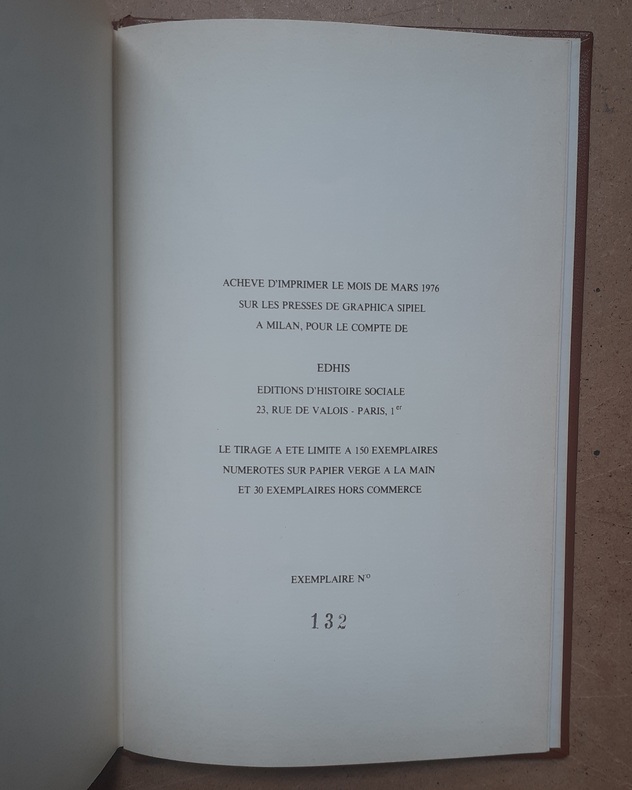 ACHEVE D'IMPRIMER LE MOIS DE MARS 1976
SUR LES PRESSES DE GRAPHICA SIPIEL
A MILAN, POUR LE COMPTE DE
EDHIS
EDITIONS D'HISTOIRE SOCIALE
23, RUE DE VALOIS - PARIS, 1er
LE TIRAGE A ETE LIMITE A 150 EXEMPLAIRES
NUMEROTES SUR PAPIER VERGE A LA MAIN
ET 30 EXEMPLAIRES HORS COMMERCE
EXEMPLAIRE No
132